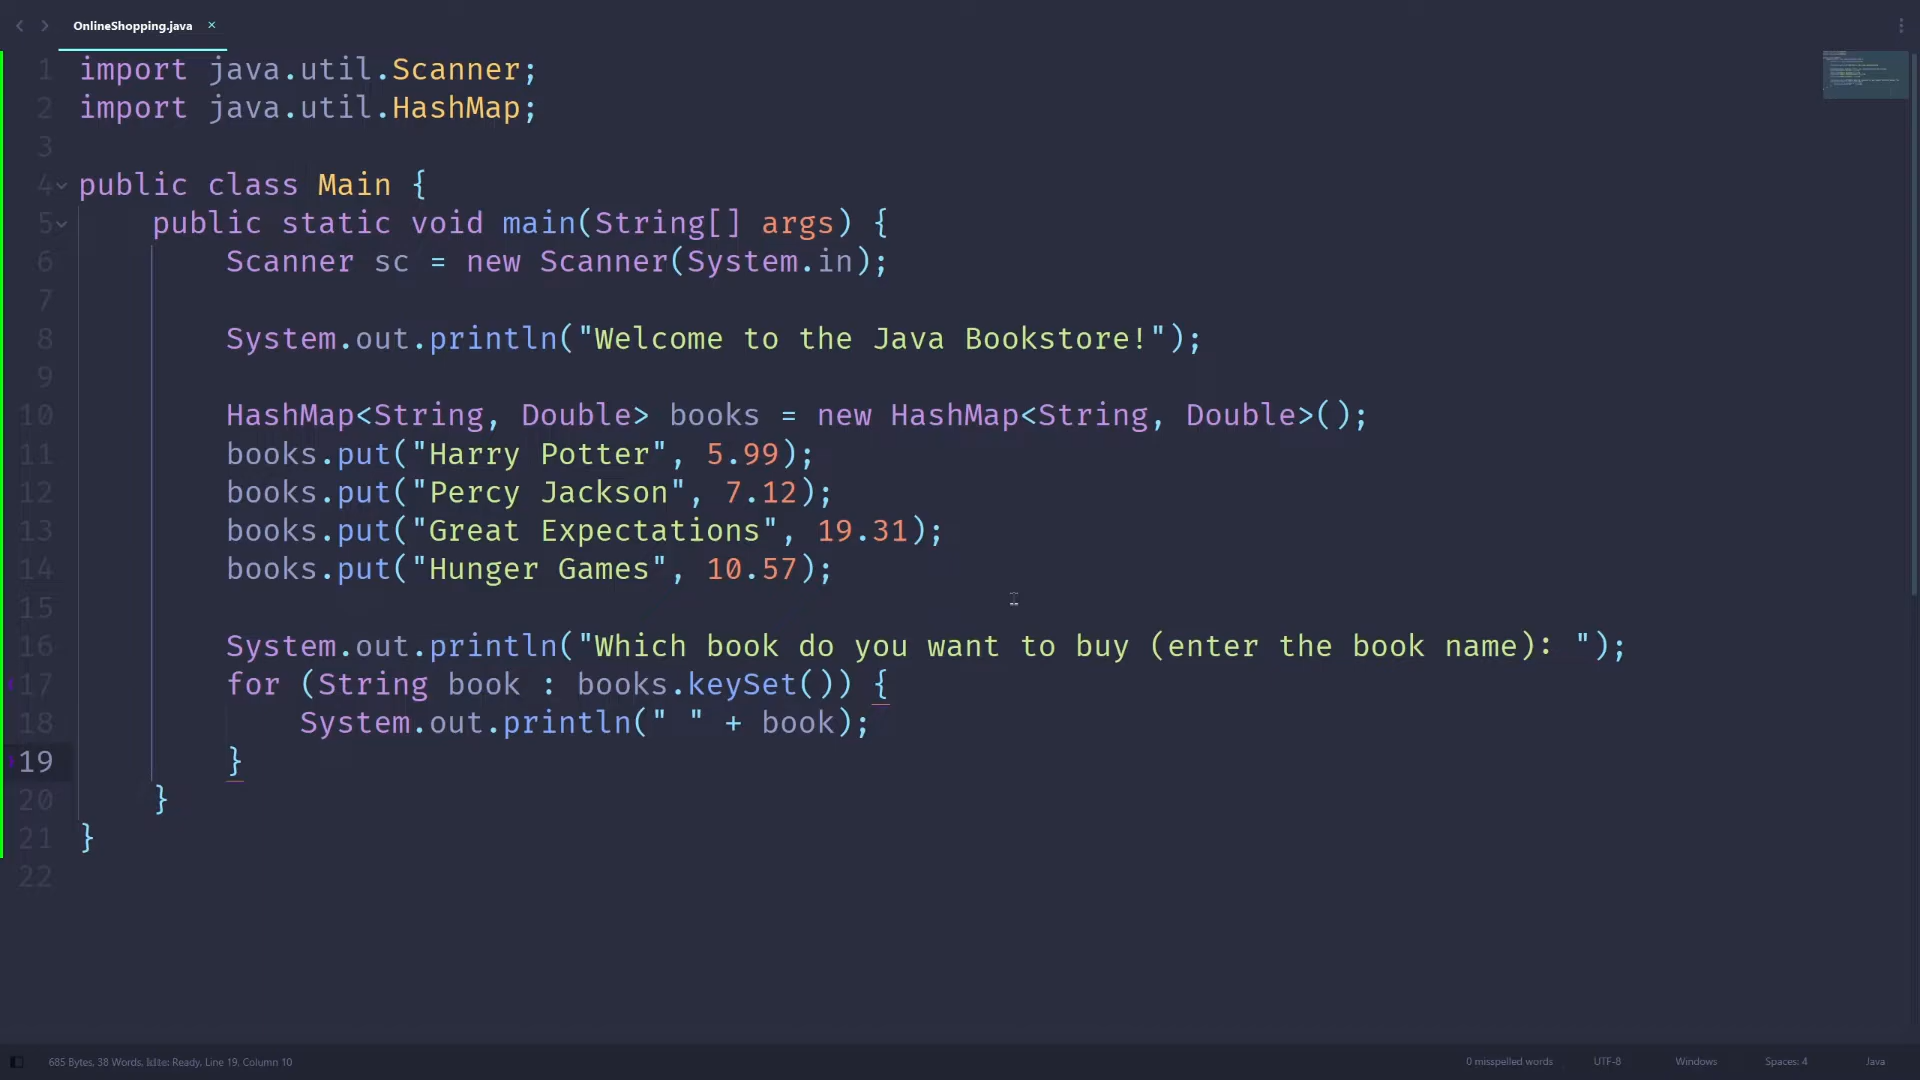 OnlineShopping.java ×
1 import java.util.Scanner;
2 import java.util.HashMap;
3
4 public class Main {
5     public static void main(String[] args) {
6         Scanner sc = new Scanner(System.in);
7
8         System.out.println("Welcome to the Java Bookstore!");
9
10         HashMap<String, Double> books = new HashMap<String, Double>();
11         books.put("Harry Potter", 5.99);
12         books.put("Percy Jackson", 7.12);
13         books.put("Great Expectations", 19.31);
14         books.put("Hunger Games", 10.57);
15
16         System.out.println("Which book do you want to buy (enter the book name): ");
17         for (String book : books.keySet()) {
18             System.out.println(" " + book);
19         }
20     }
21 }
22
685 Bytes, 38 Words, Idite: Ready, Line 19, Column 10 0 misspelled words UTF-8 Windows Spaces: 4 Java